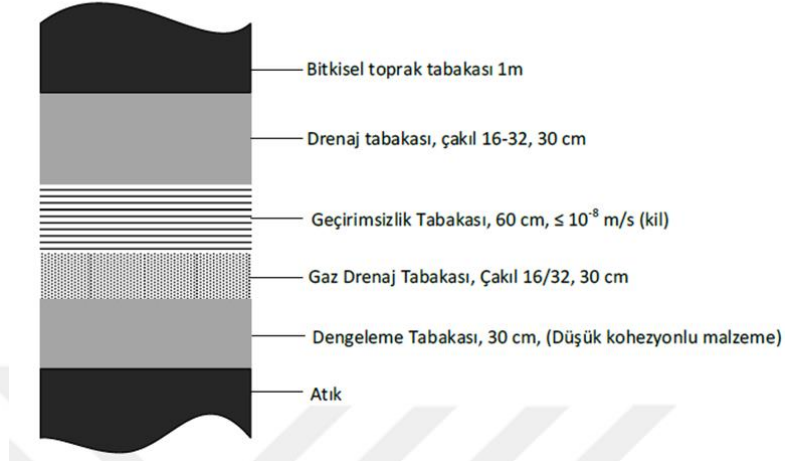 Bitkisel toprak tabakası 1m
Drenaj tabakası, çakıl 16-32, 30 cm
Geçirimsizlik Tabakası, 60 cm, ≤ 10⁻⁸ m/s (kil)
Gaz Drenaj Tabakası, Çakıl 16/32, 30 cm
Dengeleme Tabakası, 30 cm, (Düşük kohezyonlu malzeme)
Atık